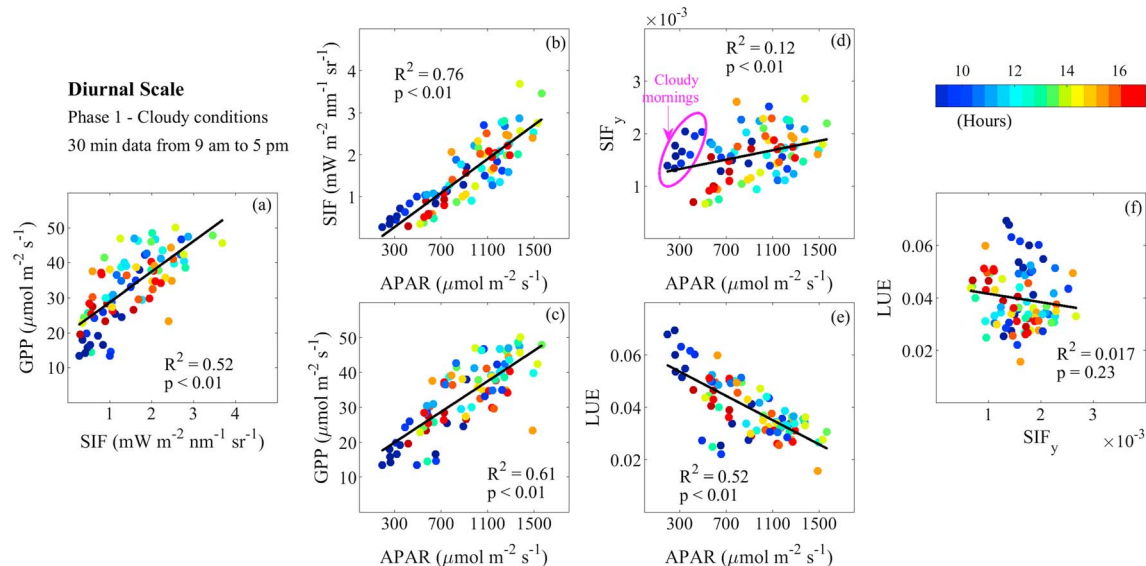 Diurnal Scale
Phase 1 - Cloudy conditions
30 min data from 9 am to 5 pm
(a)
GPP (μmol m⁻² s⁻¹)
50
40
30
20
10
R² = 0.52
p < 0.01
1 2 3 4
SIF (mW m⁻² nm⁻¹ sr⁻¹)
(b)
SIF (mW m⁻² nm⁻¹ sr⁻¹)
R² = 0.76
p < 0.01
4
3
2
1
300 700 1100 1500
APAR (μmol m⁻² s⁻¹)
(c)
GPP (μmol m⁻² s⁻¹)
50
40
30
20
10
R² = 0.61
p < 0.01
300 700 1100 1500
APAR (μmol m⁻² s⁻¹)
×10⁻³
(d)
R² = 0.12
p < 0.01
Cloudy
mornings
SIFy
3
2
1
300 700 1100 1500
APAR (μmol m⁻² s⁻¹)
(e)
LUE
0.06
0.04
0.02
R² = 0.52
p < 0.01
300 700 1100 1500
APAR (μmol m⁻² s⁻¹)
10 12 14 16
(Hours)
(f)
LUE
0.06
0.04
0.02
R² = 0.017
p = 0.23
1 2 3
SIFy ×10⁻³